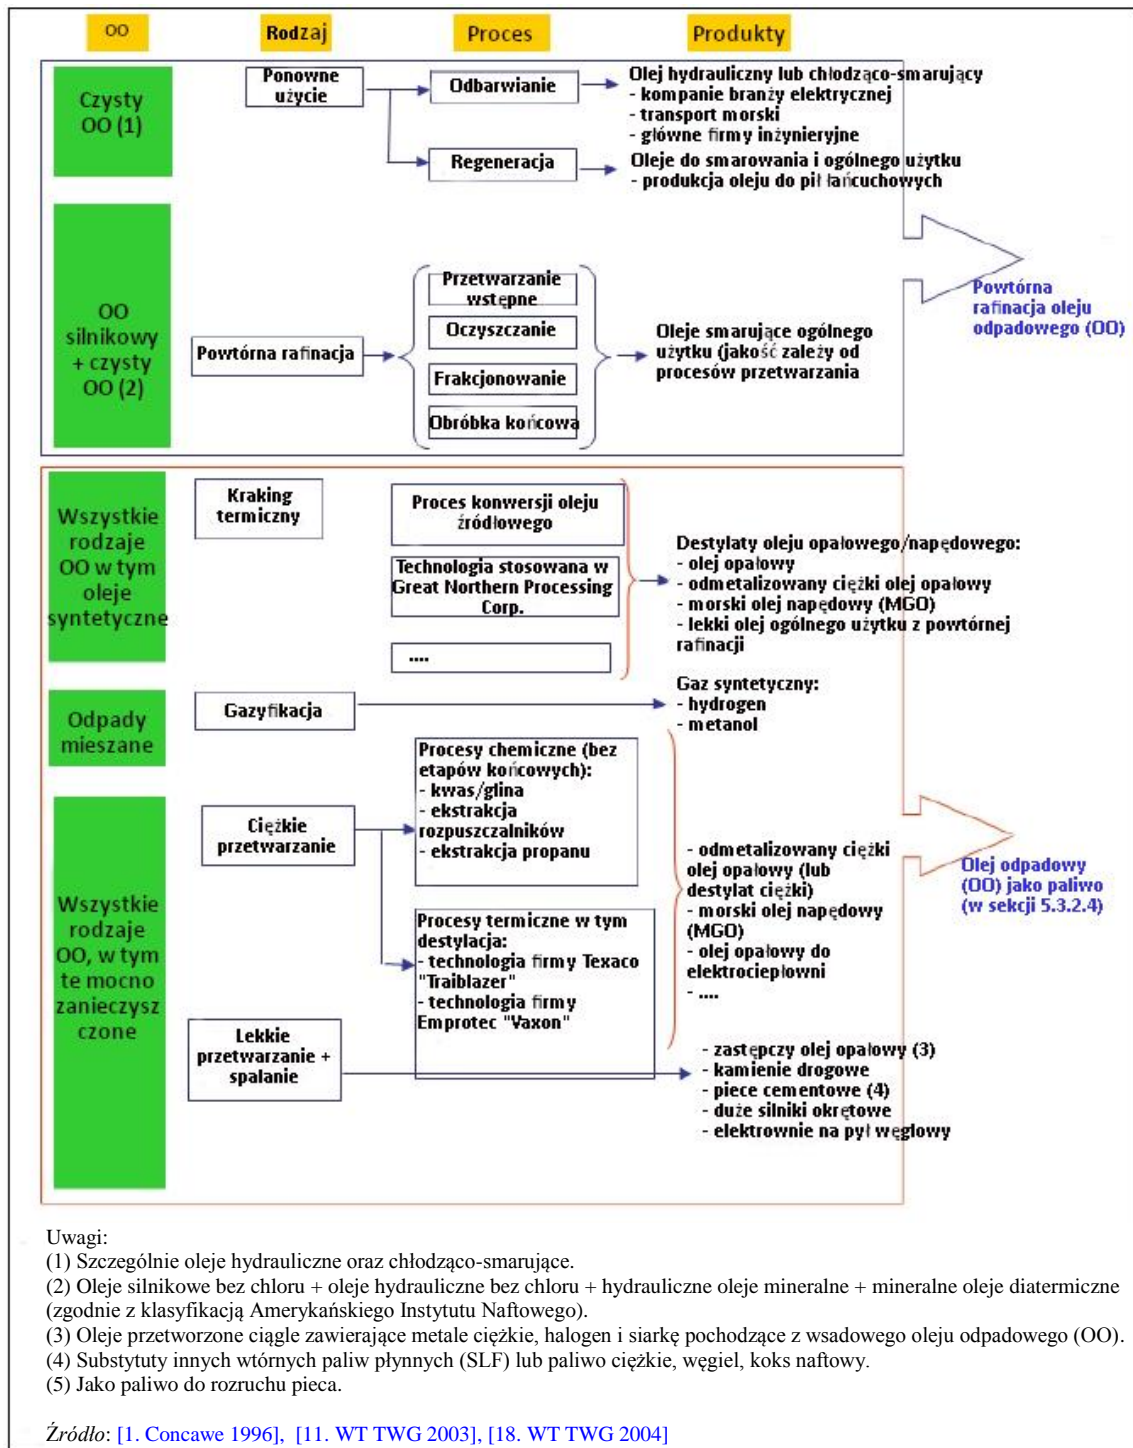 OO
Rodzaj
Proces
Produkty
Czysty
OO (1)
Ponowne
użycie
Odbarwianie
Olej hydrauliczny lub chłodząco-smarujący
- kompanie branży elektrycznej
- transport morski
- główne firmy inżynieryjne
Regeneracja
Oleje do smarowania i ogólnego użytku
- produkcja oleju do pił łańcuchowych
OO
silnikowy
+ czysty
OO (2)
Powtórna rafinacja
Przetwarzanie
wstępne
Oczyszczanie
Frakcjonowanie
Obróbka końcowa
Oleje smarujące ogólnego
użytku (jakość zależy od
procesów przetwarzania
Powtórna
rafinacja oleju
odpadowego (OO)
Wszystkie
rodzaje
OO w tym
oleje
syntetyczne
Kraking
termiczny
Proces konwersji oleju
źródłowego
Technologia stosowana w
Great Northern Processing
Corp.
....
Destylaty oleju opałowego/napędowego:
- olej opałowy
- odmetalizowany ciężki olej opałowy
- morski olej napędowy (MGO)
- lekki olej ogólnego użytku z powtórnej
rafinacji
Odpady
mieszane
Gazyfikacja
Gaz syntetyczny:
- hydrogen
- metanol
Wszystkie
rodzaje
OO, w tym
te mocno
zanieczysz
czone
Ciężkie
przetwarzanie
Procesy chemiczne (bez
etapów końcowych):
- kwas/glina
- ekstrakcja
rozpuszczalników
- ekstrakcja propanu
Procesy termiczne w tym
destylacja:
- technologia firmy Texaco
"Traiblazer"
- technologia firmy
Emprotec "Vaxon"
- odmetalizowany ciężki
olej opałowy (lub
destylat ciężki)
- morski olej napędowy
(MGO)
- olej opałowy do
elektrociepłowni
- ....
Lekkie
przetwarzanie +
spalanie
- zastępczy olej opałowy (3)
- kamienie drogowe
- piece cementowe (4)
- duże silniki okrętowe
- elektrownie na pył węglowy
Olej odpadowy
(OO) jako paliwo
(w sekcji 5.3.2.4)
Uwagi:
(1) Szczególnie oleje hydrauliczne oraz chłodząco-smarujące.
(2) Oleje silnikowe bez chloru + oleje hydrauliczne bez chloru + hydrauliczne oleje mineralne + mineralne oleje diatermiczne
(zgodnie z klasyfikacją Amerykańskiego Instytutu Naftowego).
(3) Oleje przetworzone ciągle zawierające metale ciężkie, halogen i siarkę pochodzące z wsadowego oleju odpadowego (OO).
(4) Substytuty innych wtórnych paliw płynnych (SLF) lub paliwo ciężkie, węgiel, koks naftowy.
(5) Jako paliwo do rozruchu pieca.
Źródło: [1. Concawe 1996], [11. WT TWG 2003], [18. WT TWG 2004]